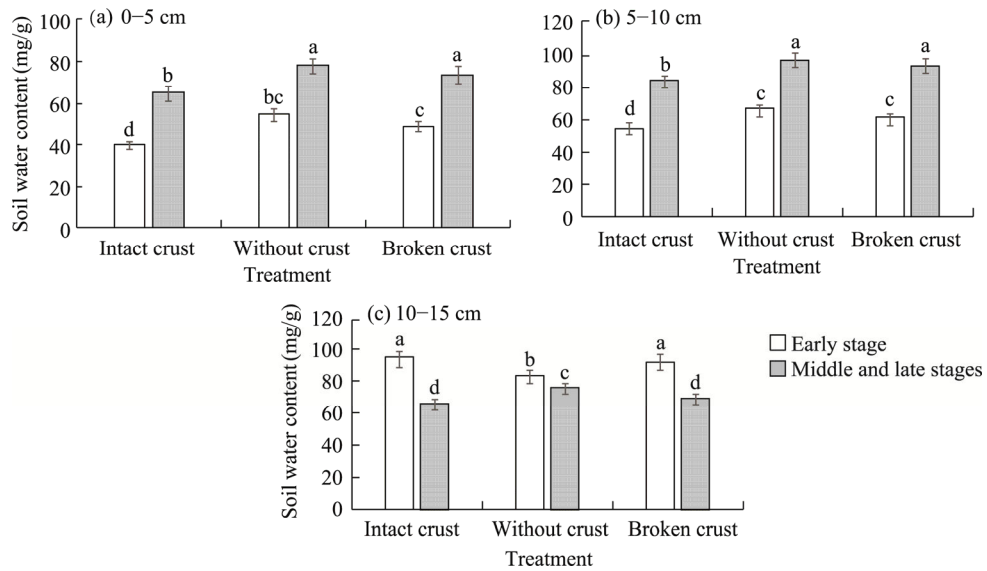 (a) 0−5 cm
Soil water content (mg/g)
100
80
60
40
20
0
d
b
bc
a
c
a
Intact crust
Without crust
Broken crust
Treatment
(b) 5−10 cm
120
100
80
60
40
20
0
d
b
c
a
c
a
Intact crust
Without crust
Broken crust
Treatment
(c) 10−15 cm
Soil water content (mg/g)
120
100
80
60
40
20
0
a
d
b
c
a
d
Intact crust
Without crust
Broken crust
Treatment
Early stage
Middle and late stages